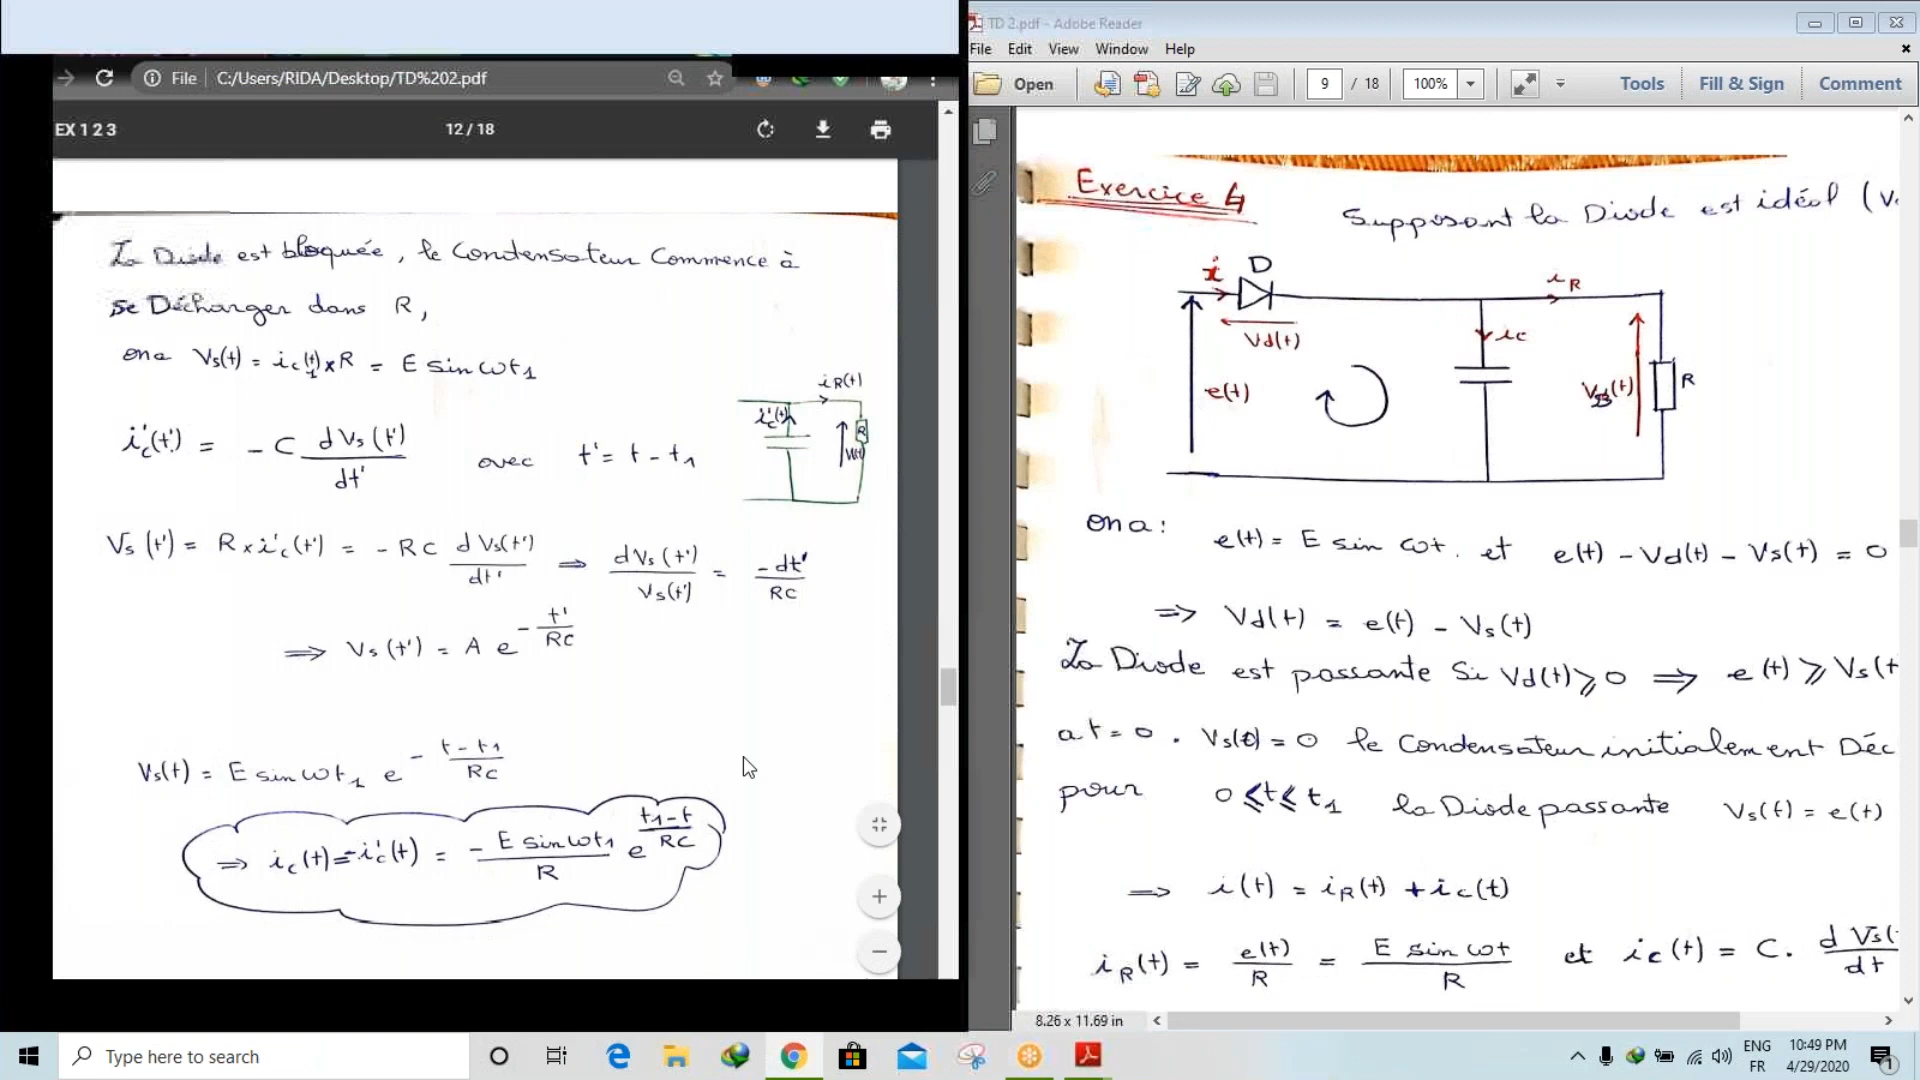 File C:/Users/RIDA/Desktop/TD%202.pdf
EX 1 2 3
12 / 18
La Diode est bloquée, le Condensateur Commence à
se Décharger dans R,
ona Vs(t) = ic(t1) x R = E sin ωt1
iR(t)
i'c(t)
R
i'c(t') = - C dVs(t')/dt' avec t' = t - t1
Vs(t') = R x i'c(t') = - RC dVs(t')/dt' ⇒ dVs(t')/Vs(t') = -dt'/RC
⇒ Vs(t') = A e^(-t'/RC)
Vs(t) = E sin ωt1 e^(-(t-t1)/RC)
⇒ ic(t) = -i'c(t) = - E sin ωt1/R e^((t1-t)/RC)
TD 2.pdf - Adobe Reader
File Edit View Window Help
Open 9 / 18 100% Tools Fill & Sign Comment
Exercice 4
Supposant la Diode est idéal (V
i D iR
Vd(t) ic
e(t) R
ona:
e(t) = E sin ωt. et e(t) - Vd(t) - Vs(t) = 0
⇒ Vd(t) = e(t) - Vs(t)
La Diode est passante Si Vd(t) ⩾ 0 ⇒ e(t) ⩾ Vs(t
a t = 0 . Vs(t) = 0 le Condensateur initialement Déc
pour 0 ⩽ t ⩽ t1 la Diode passante Vs(t) = e(t)
⇒ i(t) = iR(t) + ic(t)
iR(t) = e(t)/R = E sin ωt/R et ic(t) = C. d Vs(/dt
8.26 x 11.69 in
Type here to search
ENG 10:49 PM
FR 4/29/2020
1